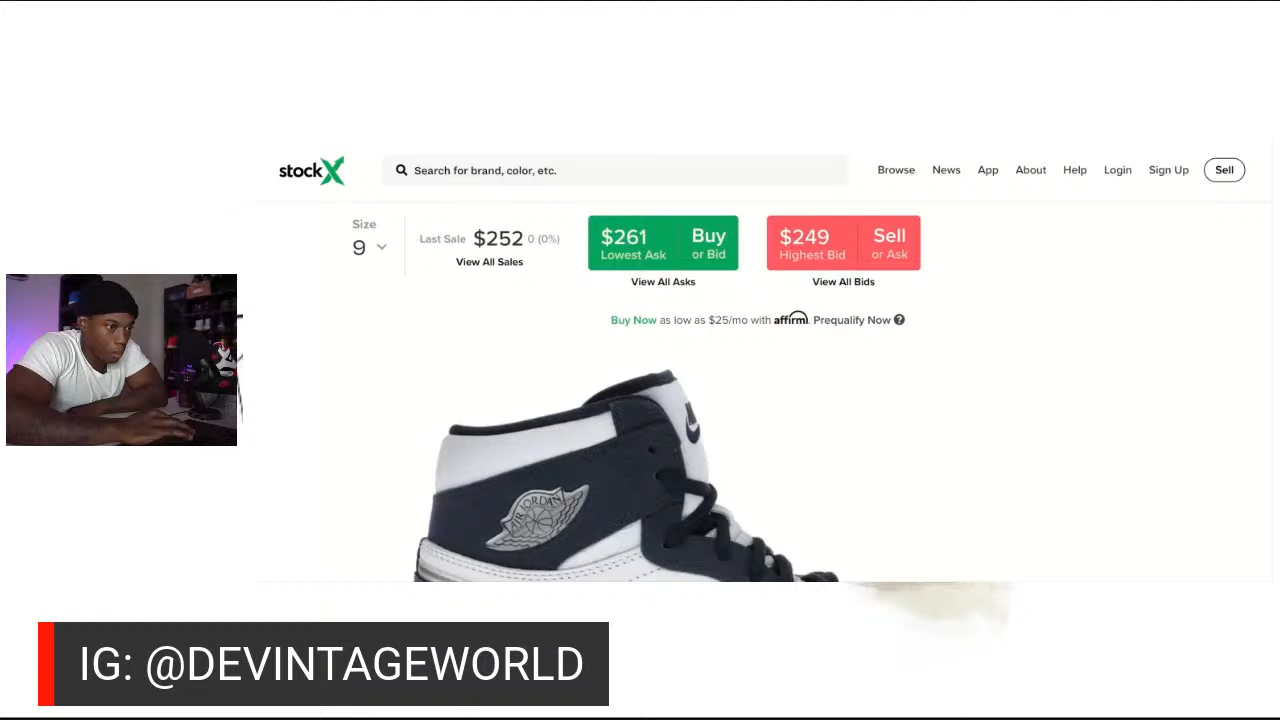 stockX
Search for brand, color, etc.
Browse News App About Help Login Sign Up Sell
Size
9
Last Sale $252 0 (0%)
View All Sales
$261 Buy
Lowest Ask or Bid
View All Asks
$249 Sell
Highest Bid or Ask
View All Bids
Buy Now as low as $25/mo with affirm. Prequalify Now ?
AIR JORDAN
IG: @DEVINTAGEWORLD